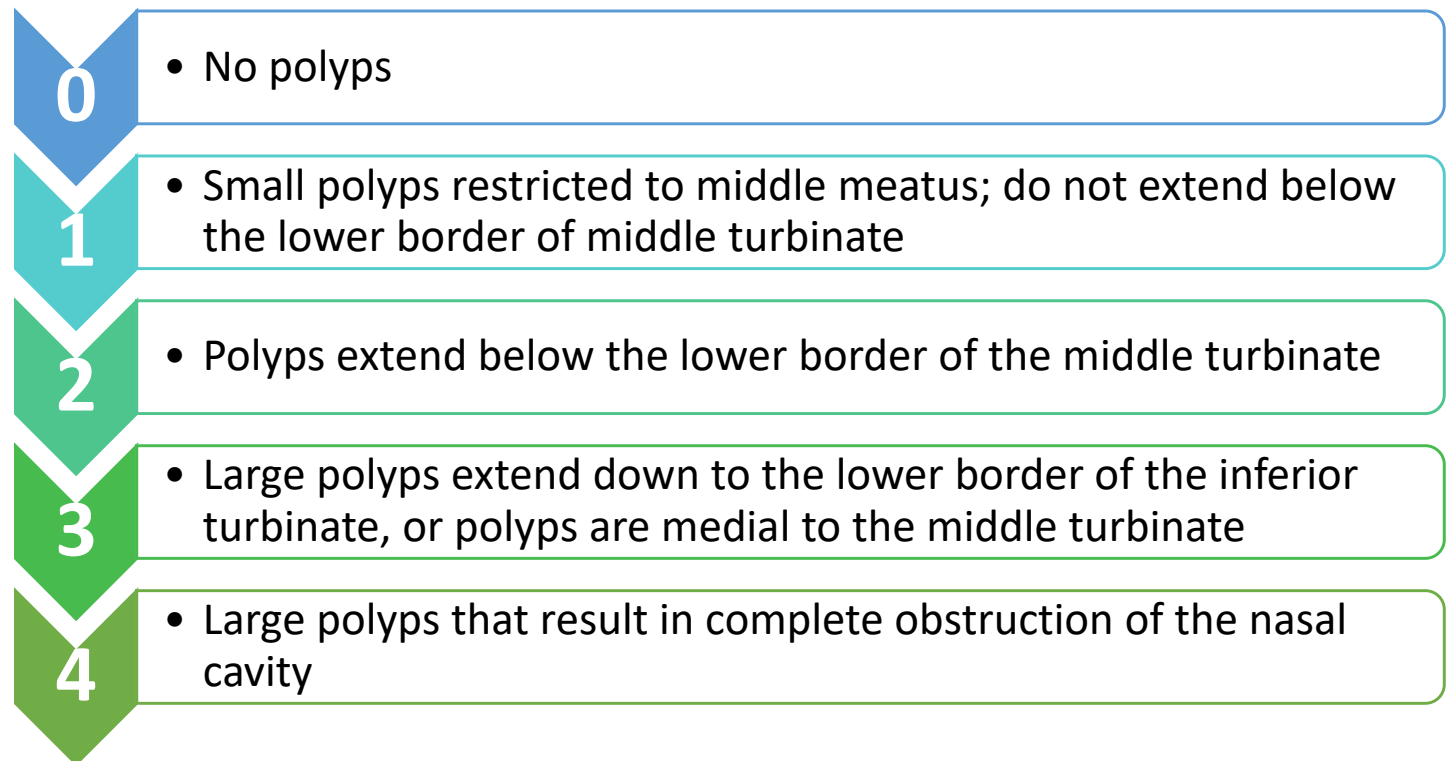 0
• No polyps
1
• Small polyps restricted to middle meatus; do not extend below
the lower border of middle turbinate
2
• Polyps extend below the lower border of the middle turbinate
3
• Large polyps extend down to the lower border of the inferior
turbinate, or polyps are medial to the middle turbinate
4
• Large polyps that result in complete obstruction of the nasal
cavity